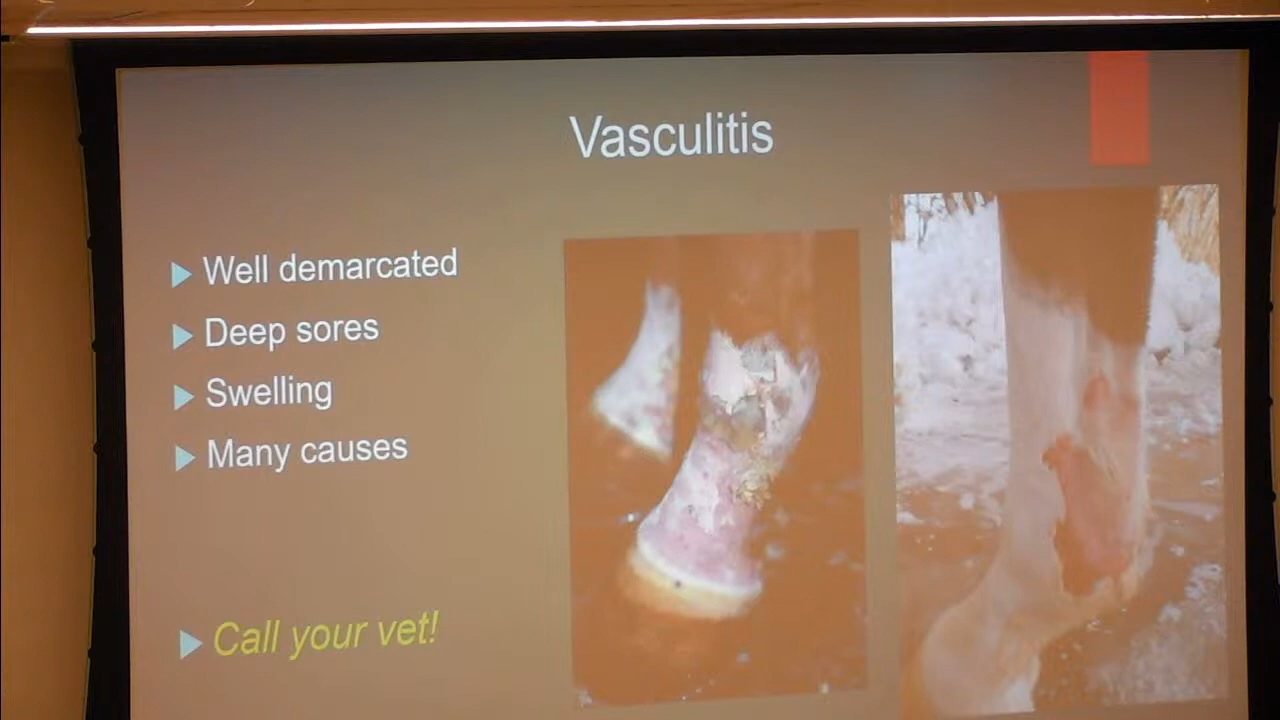 Vasculitis
Well demarcated
Deep sores
Swelling
Many causes
Call your vet!